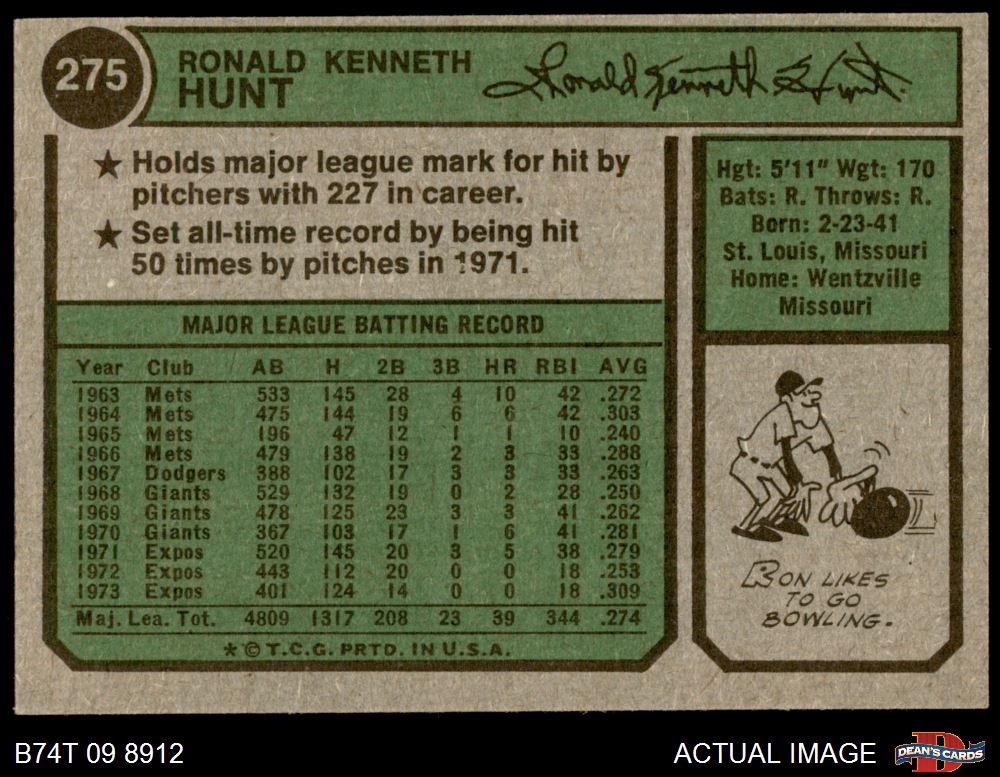 275
RONALD KENNETH
HUNT
Ronald Kenneth Hunt
★ Holds major league mark for hit by
pitchers with 227 in career.
★ Set all-time record by being hit
50 times by pitches in 1971.
Hgt: 5'11" Wgt: 170
Bats: R. Throws: R.
Born: 2-23-41
St. Louis, Missouri
Home: Wentzville
Missouri
MAJOR LEAGUE BATTING RECORD
Year Club AB H 2B 3B HR RBI AVG
1963 Mets 533 145 28 4 10 42 .272
1964 Mets 475 144 19 6 6 42 .303
1965 Mets 196 47 12 1 1 10 .240
1966 Mets 479 138 19 2 3 33 .288
1967 Dodgers 388 102 17 3 3 33 .263
1968 Giants 529 132 19 0 2 28 .250
1969 Giants 478 125 23 3 3 41 .262
1970 Giants 367 103 17 1 6 41 .281
1971 Expos 520 145 20 3 5 38 .279
1972 Expos 443 112 20 0 0 18 .253
1973 Expos 401 124 14 0 0 18 .309
Maj. Lea. Tot. 4809 1317 208 23 39 344 .274
★ © T.C.G. PRTD. IN U.S.A.
RON LIKES
TO GO
BOWLING.
B74T 09 8912
ACTUAL IMAGE
DEAN'S CARDS